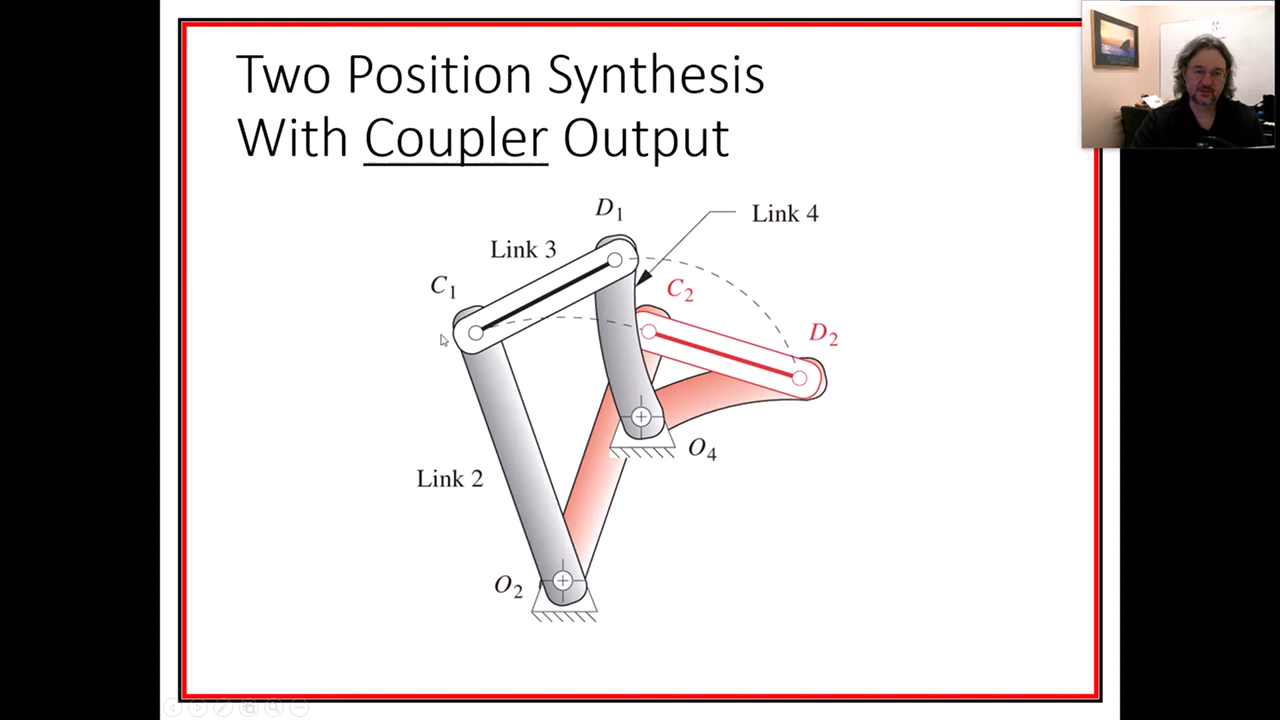 Two Position Synthesis
With Coupler Output
D1
Link 4
Link 3
C1
C2
D2
O4
Link 2
O2